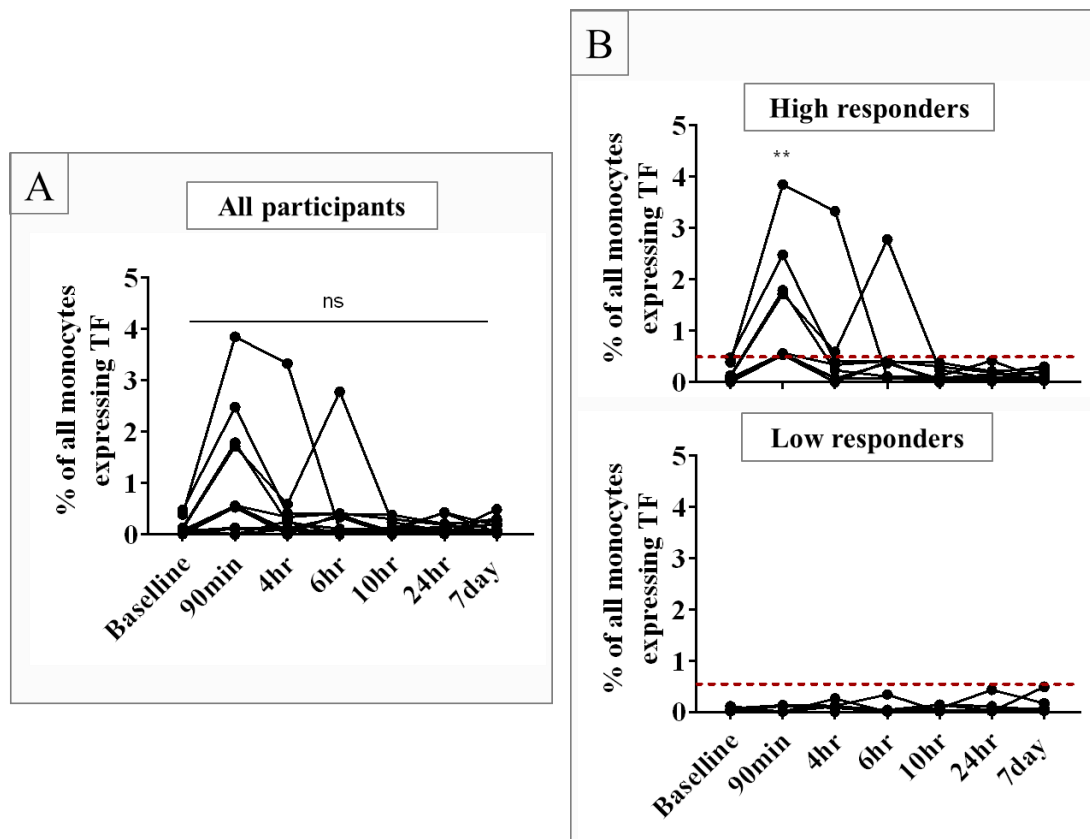 A
All participants
% of all monocytes
expressing TF
5
4
3
2
1
0
ns
Baselline
90min
4hr
6hr
10hr
24hr
7day
B
High responders
% of all monocytes
expressing TF
5
4
3
2
1
0
**
Low responders
% of all monocytes
expressing TF
5
4
3
2
1
0
Baselline
90min
4hr
6hr
10hr
24hr
7day